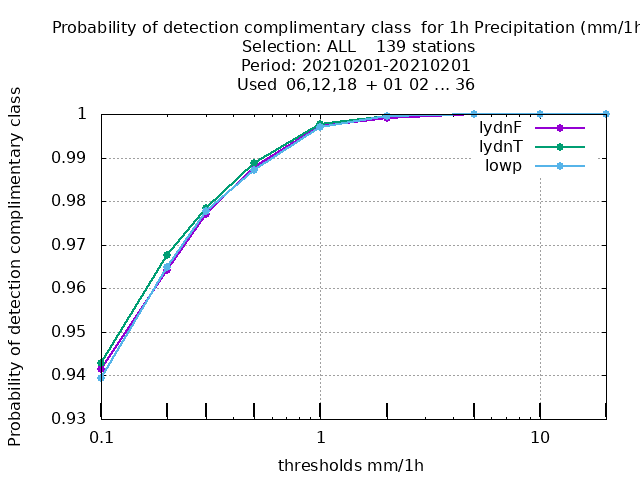 Probability of detection complimentary class  for 1h Precipitation (mm/1h
Selection: ALL    139 stations
Period: 20210201-20210201
Used  06,12,18  + 01 02 ... 36
Probability of detection complimentary class
1
0.99
0.98
0.97
0.96
0.95
0.94
0.93
lydnF
lydnT
lowp
0.1
1
10
thresholds mm/1h